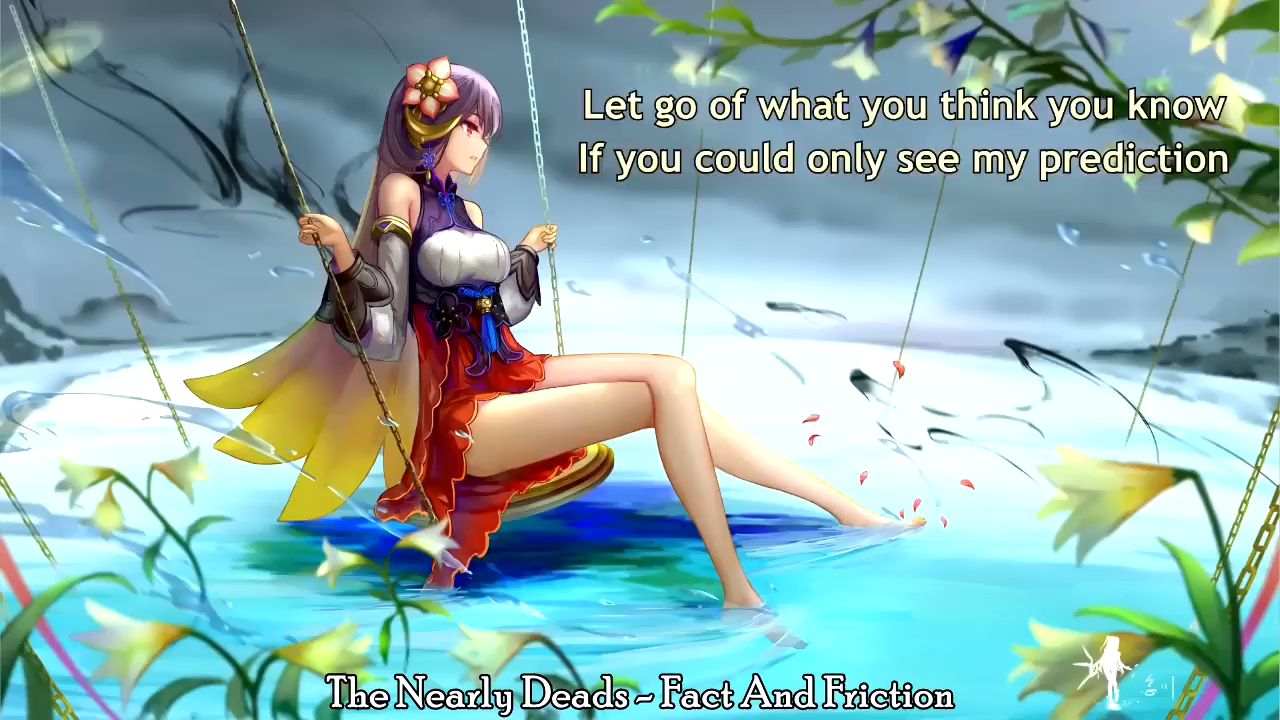 Let go of what you think you know
If you could only see my prediction
The Nearly Deads ~ Fact And Friction